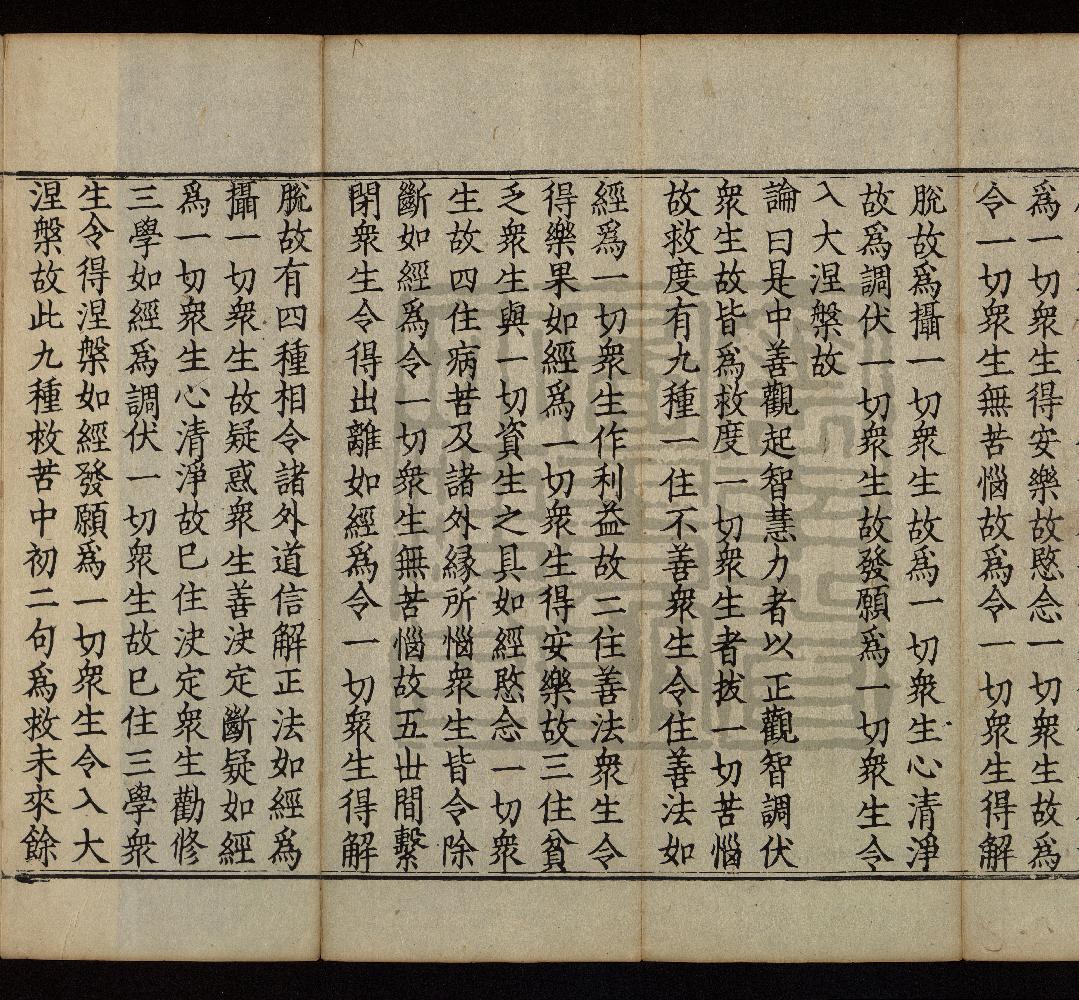 爲一切衆生得安樂故愍念一切衆生故爲
令一切衆生無苦惱故爲令一切衆生得解
脫故爲攝一切衆生故爲一切衆生心清淨
故爲調伏一切衆生故發願爲一切衆生令
入大涅槃故
論曰是中善觀起智慧力者以正觀智調伏
衆生故皆爲救度一切衆生者拔一切苦惱
故救度有九種一住不善衆生令住善法如
經爲一切衆生作利益故二住善法衆生令
得樂果如經爲一切衆生得安樂故三住貧
乏衆生與一切資生之具如經愍念一切衆
生故四住病苦及諸外緣所惱衆生皆令除
斷如經爲令一切衆生無苦惱故五世間繫
閉衆生令得出離如經爲令一切衆生得解
脫故有四種相令諸外道信解正法如經爲
攝一切衆生故疑惑衆生善決定斷疑如經
爲一切衆生心清淨故已住決定衆生勸修
三學如經爲調伏一切衆生故已住三學衆
生令得涅槃如經發願爲一切衆生令入大
涅槃故此九種救苦中初二句爲救未來餘